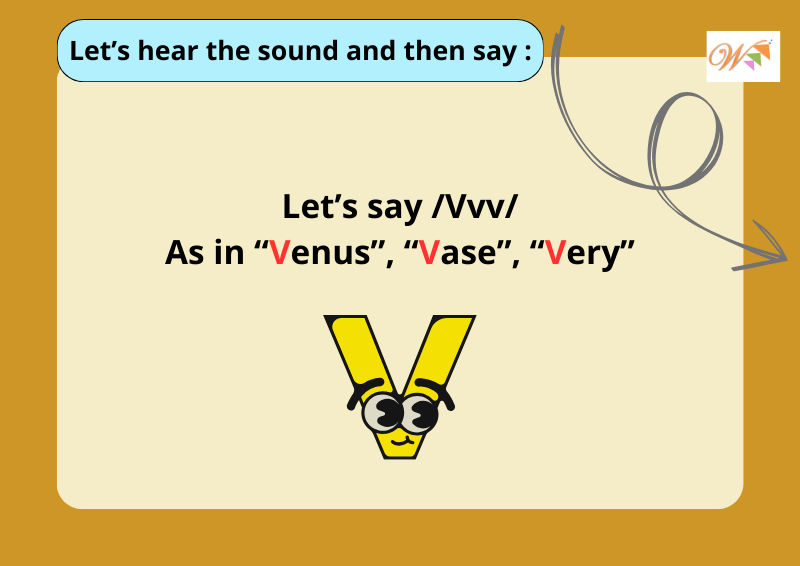 Let’s hear the sound and then say :
W
Let’s say /Vvv/
As in “Venus”, “Vase”, “Very”
V